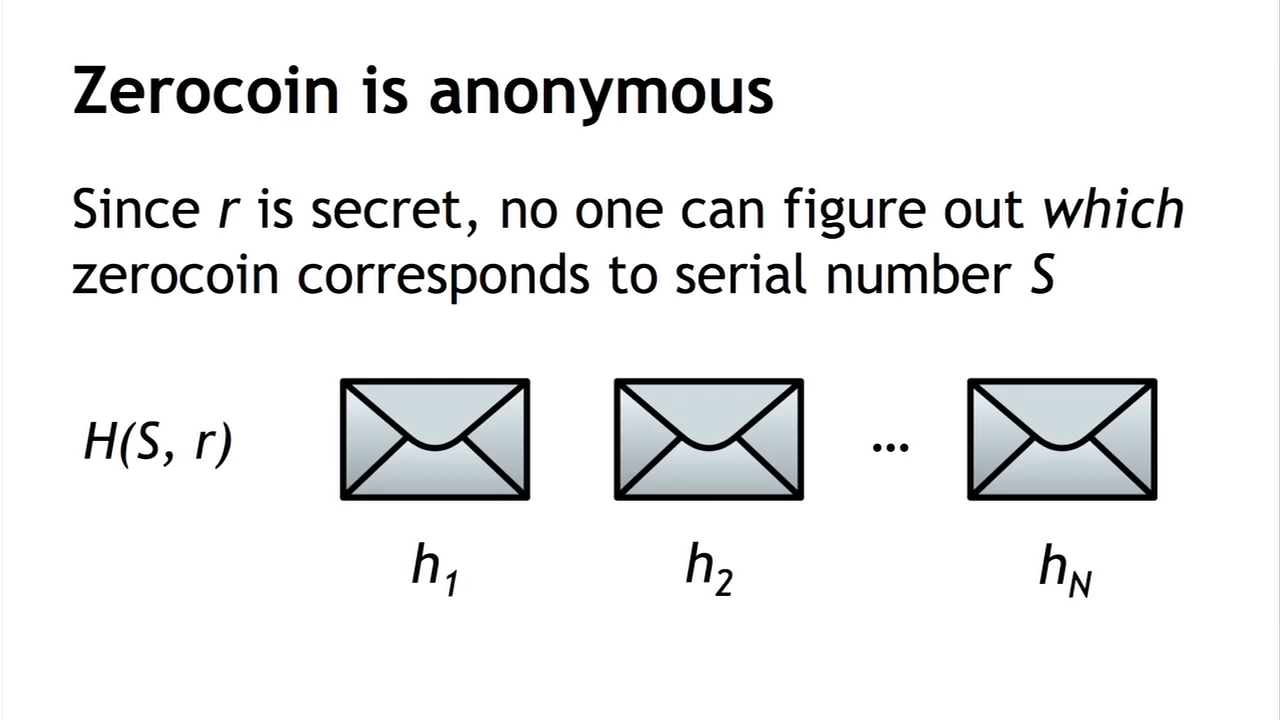 Zerocoin is anonymous
Since r is secret, no one can figure out which
zerocoin corresponds to serial number S
H(S, r)
...
h1 h2 hN